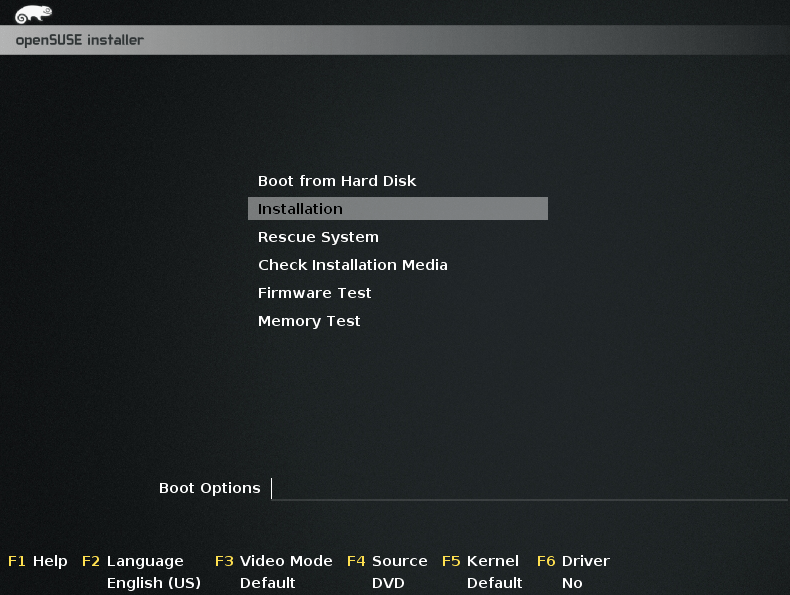 openSUSE installer
Boot from Hard Disk
Installation
Rescue System
Check Installation Media
Firmware Test
Memory Test
Boot Options
F1 Help F2 Language F3 Video Mode F4 Source F5 Kernel F6 Driver
English (US) Default DVD Default No